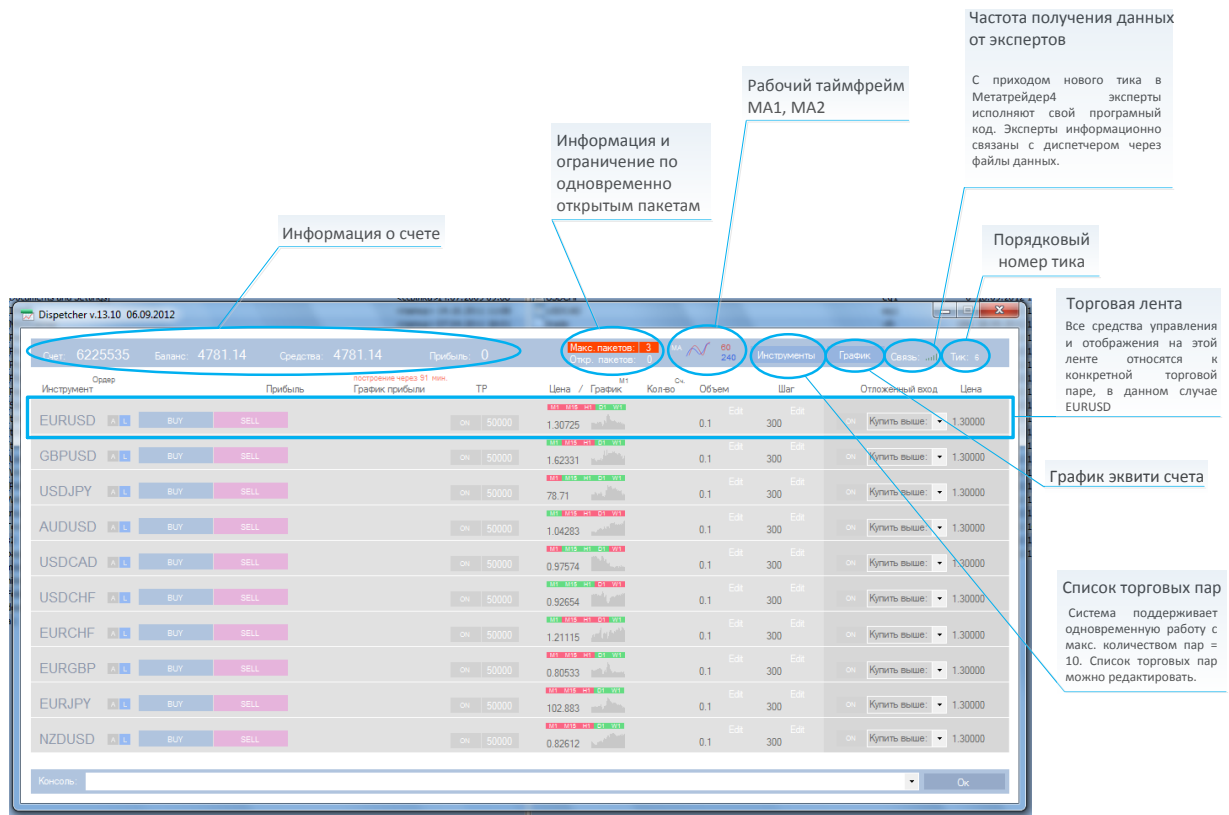 Частота получения данных
от экспертов
С приходом нового тика в
Метатрейдер4 эксперты
исполняют свой програмный
код. Эксперты информационно
связаны с диспетчером через
файлы данных.
Рабочий таймфрейм
MA1, MA2
Информация и
ограничение по
одновременно
открытым пакетам
Информация о счете
Порядковый
номер тика
Торговая лента
Все средства управления
и отображения на этой
ленте относятся к
конкретной торговой
паре, в данном случае
EURUSD
График эквити счета
Список торговых пар
Система поддерживает
одновременную работу с
макс. количеством пар =
10. Список торговых пар
можно редактировать.
Dispetcher v.13.10 06.09.2012
Счет: 6225535 Баланс: 4781.14 Средства: 4781.14 Прибыль: 0 Макс. пакетов: 3 MA 60 Инструменты График Связь: Тик: 6
Откр. пакетов: 0 240
Ордер построение через 91 мин. M1 Сч.
Инструмент Прибыль График прибыли TP Цена / График Кол-во Объем Шаг Отложенный вход Цена
M1 M15 H1 D1 W1 Edit Edit
EURUSD A L BUY SELL ON 50000 1.30725 0.1 300 ON Купить выше: 1.30000
M1 M15 H1 D1 W1 Edit Edit
GBPUSD A L BUY SELL ON 50000 1.62331 0.1 300 ON Купить выше: 1.30000
M1 M15 H1 D1 W1 Edit Edit
USDJPY A L BUY SELL ON 50000 78.71 0.1 300 ON Купить выше: 1.30000
M1 M15 H1 D1 W1 Edit Edit
AUDUSD A L BUY SELL ON 50000 1.04283 0.1 300 ON Купить выше: 1.30000
M1 M15 H1 D1 W1 Edit Edit
USDCAD A L BUY SELL ON 50000 0.97574 0.1 300 ON Купить выше: 1.30000
M1 M15 H1 D1 W1 Edit Edit
USDCHF A L BUY SELL ON 50000 0.92654 0.1 300 ON Купить выше: 1.30000
M1 M15 H1 D1 W1 Edit Edit
EURCHF A L BUY SELL ON 50000 1.21115 0.1 300 ON Купить выше: 1.30000
M1 M15 H1 D1 W1 Edit Edit
EURGBP A L BUY SELL ON 50000 0.80533 0.1 300 ON Купить выше: 1.30000
M1 M15 H1 D1 W1 Edit Edit
EURJPY A L BUY SELL ON 50000 102.883 0.1 300 ON Купить выше: 1.30000
M1 M15 H1 D1 W1 Edit Edit
NZDUSD A L BUY SELL ON 50000 0.82612 0.1 300 ON Купить выше: 1.30000
Консоль: Ок